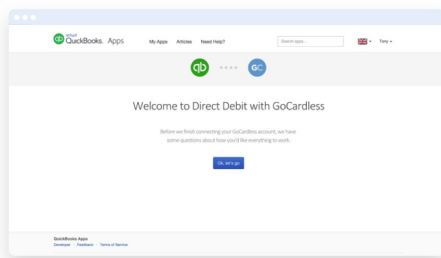 intuit
QuickBooks. Apps
My Apps Articles Need Help?
Search apps...
Tony
qb
GC
Welcome to Direct Debit with GoCardless
Before we finish connecting your GoCardless account, we have
some questions about how you'd like everything to work.
Ok, let's go
QuickBooks Apps
Developer Feedback Terms of Service